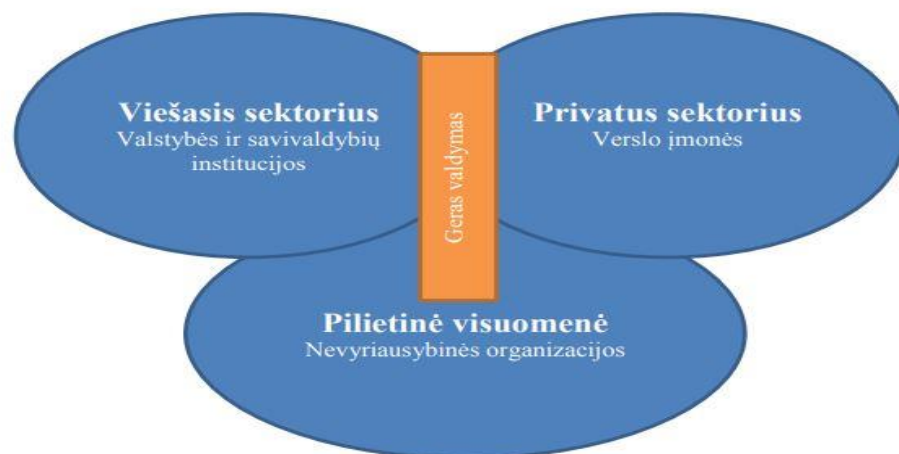 Viešasis sektorius
Valstybės ir savivaldybių
institucijos
Geras valdymas
Privatus sektorius
Verslo įmonės
Pilietinė visuomenė
Nevyriausybinės organizacijos